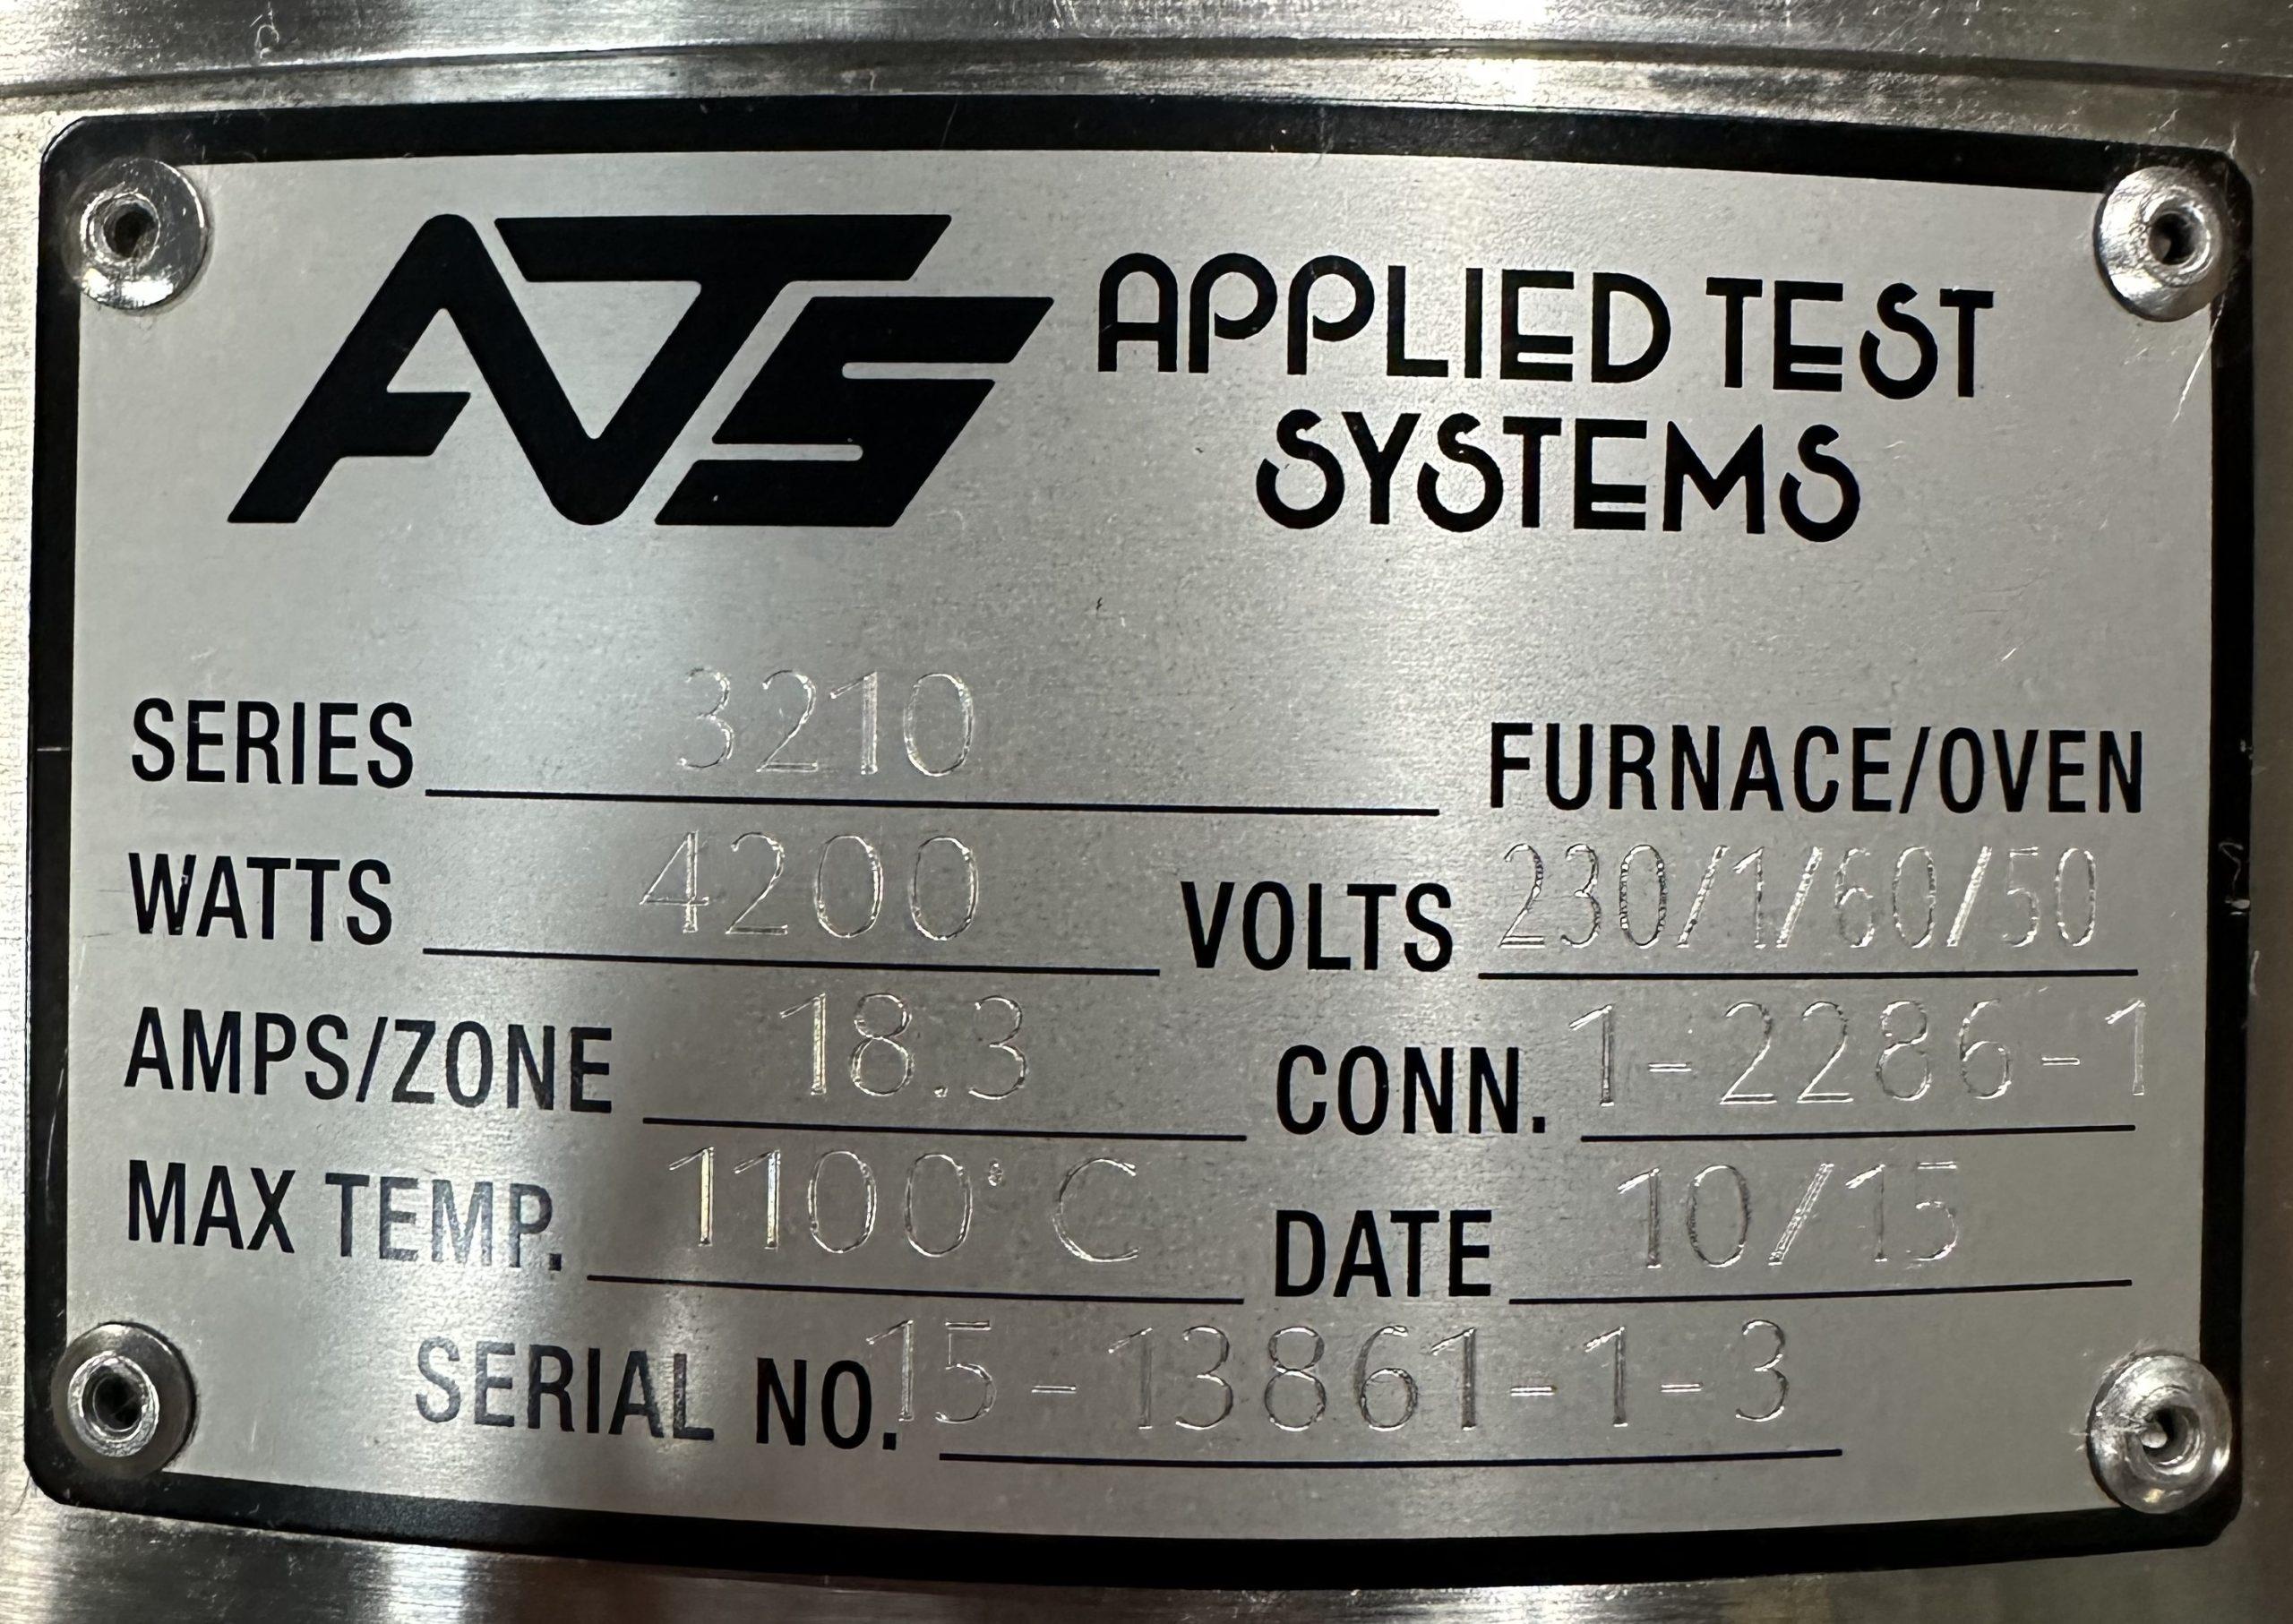 ATS APPLIED TEST
SYSTEMS
SERIES 3210 FURNACE/OVEN
WATTS 4200 VOLTS 230/1/60/50
AMPS/ZONE 18.3 CONN. 1-2286-1
MAX TEMP. 1100°C DATE 10/15
SERIAL NO. 15-13861-1-3